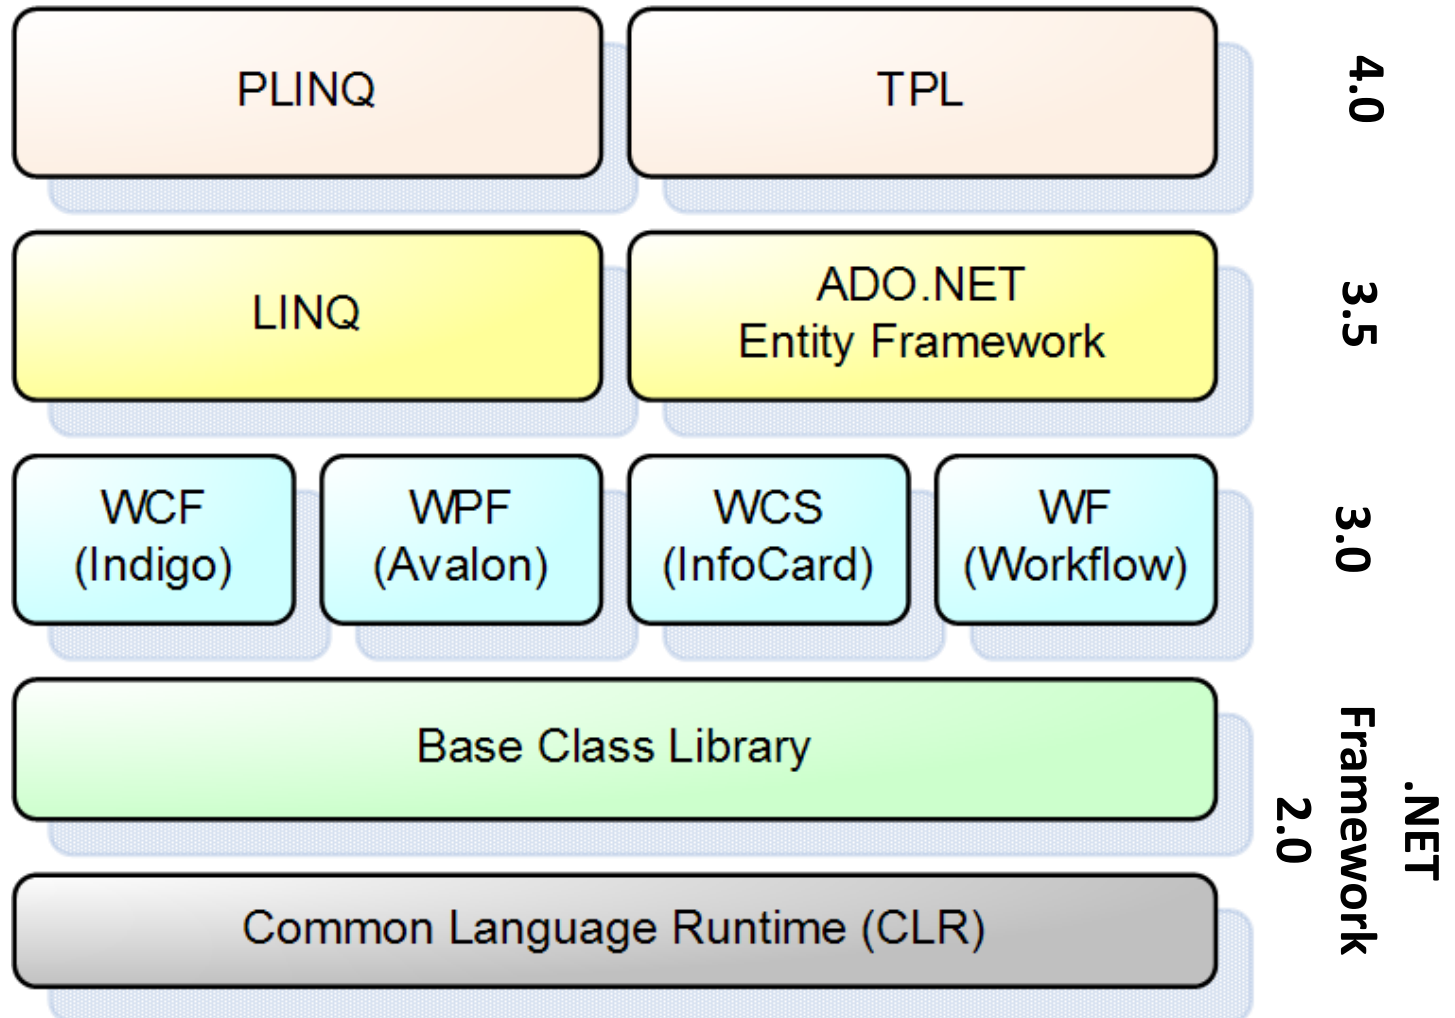 PLINQ
TPL
4.0
LINQ
ADO.NET
Entity Framework
3.5
WCF
(Indigo)
WPF
(Avalon)
WCS
(InfoCard)
WF
(Workflow)
3.0
Base Class Library
Common Language Runtime (CLR)
.NET
Framework
2.0